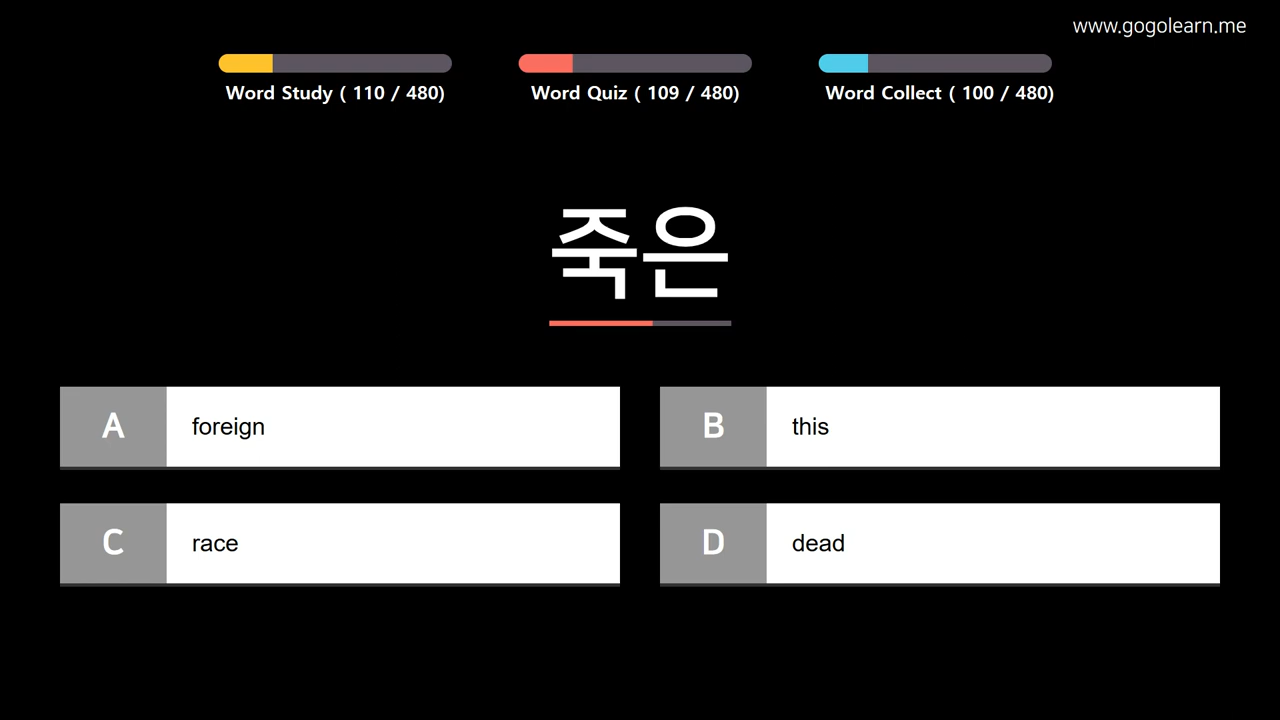 www.gogolearn.me
Word Study ( 110 / 480)
Word Quiz ( 109 / 480)
Word Collect ( 100 / 480)
죽은
A foreign
B this
C race
D dead